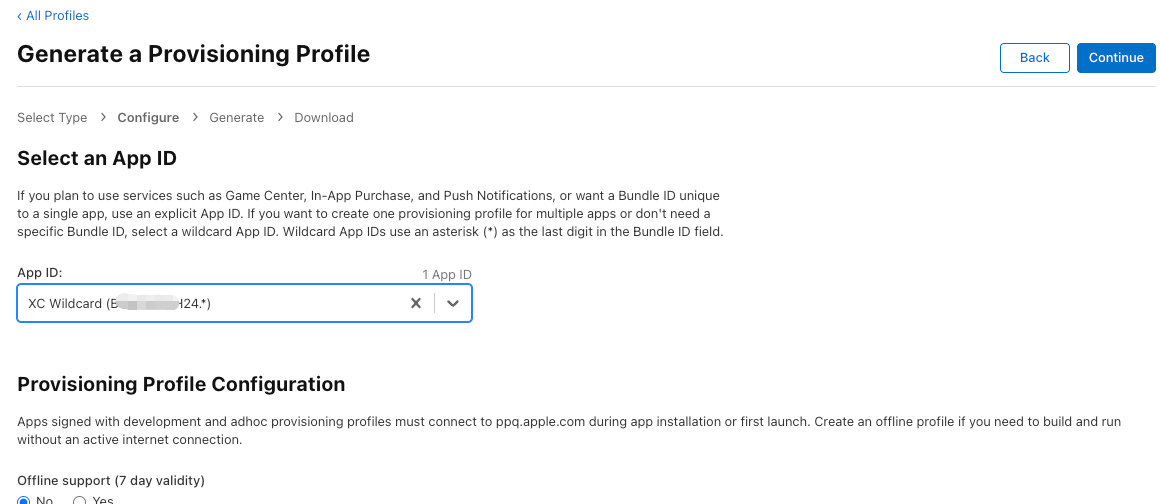 ‹ All Profiles
Generate a Provisioning Profile
Back
Continue
Select Type > Configure > Generate > Download
Select an App ID
If you plan to use services such as Game Center, In-App Purchase, and Push Notifications, or want a Bundle ID unique
to a single app, use an explicit App ID. If you want to create one provisioning profile for multiple apps or don't need a
specific Bundle ID, select a wildcard App ID. Wildcard App IDs use an asterisk (*) as the last digit in the Bundle ID field.
App ID:
1 App ID
XC Wildcard
Provisioning Profile Configuration
Apps signed with development and adhoc provisioning profiles must connect to ppq.apple.com during app installation or first launch. Create an offline profile if you need to build and run
without an active internet connection.
Offline support (7 day validity)
No Yes